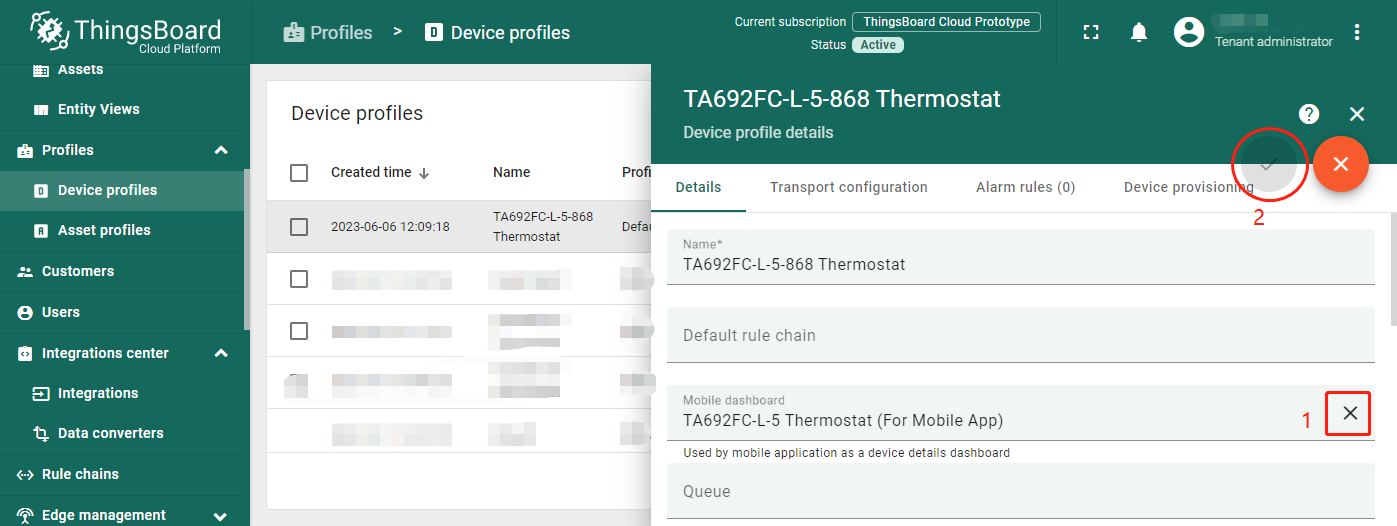 ThingsBoard
Cloud Platform
Profiles > Device profiles
Current subscription ThingsBoard Cloud Prototype
Status Active
Tenant administrator
Assets
Entity Views
Profiles
Device profiles
Asset profiles
Customers
Users
Integrations center
Integrations
Data converters
Rule chains
Edge management
Device profiles
Created time Name Profi
2023-06-06 12:09:18 TA692FC-L-5-868 Defau
Thermostat
TA692FC-L-5-868 Thermostat
Device profile details
Details Transport configuration Alarm rules (0) Device provisioning
2
Name*
TA692FC-L-5-868 Thermostat
Default rule chain
Mobile dashboard
TA692FC-L-5 Thermostat (For Mobile App)
1
Used by mobile application as a device details dashboard
Queue